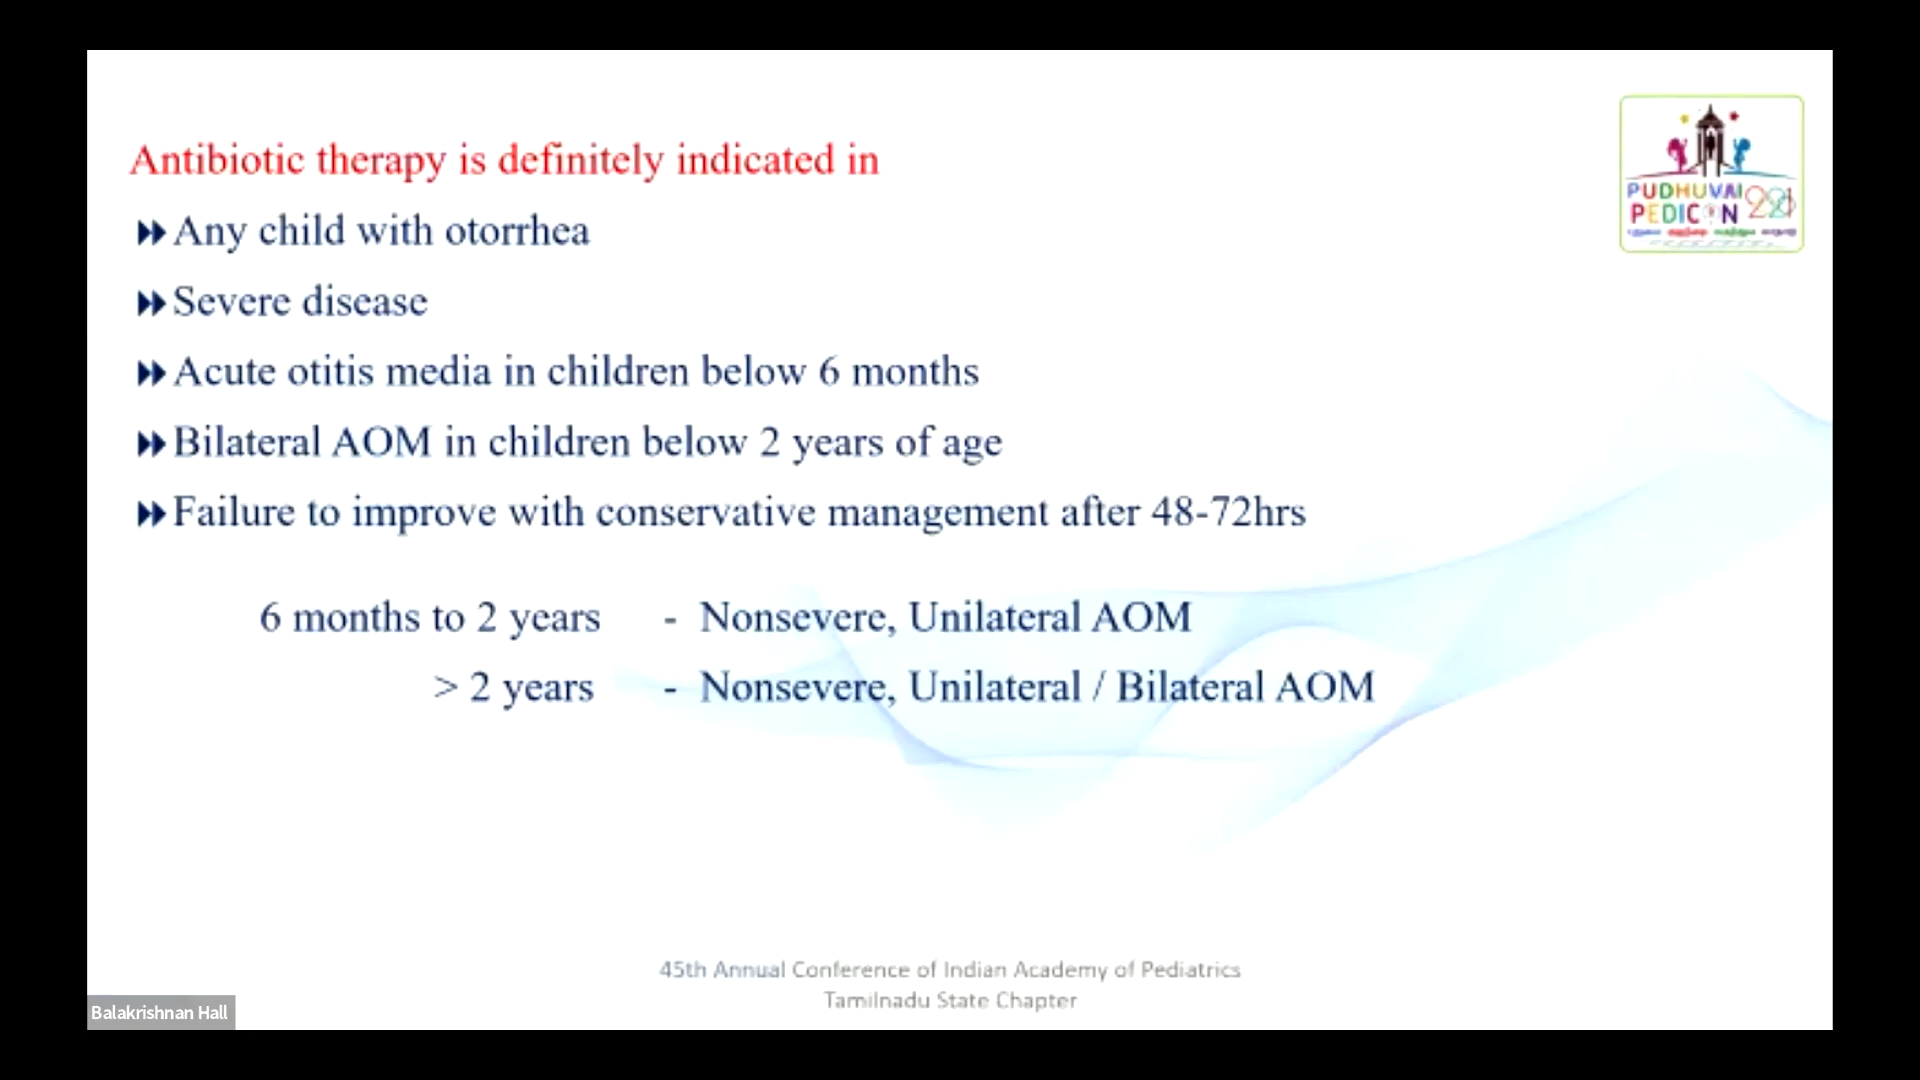 Antibiotic therapy is definitely indicated in
Any child with otorrhea
Severe disease
Acute otitis media in children below 6 months
Bilateral AOM in children below 2 years of age
Failure to improve with conservative management after 48-72hrs
6 months to 2 years - Nonsevere, Unilateral AOM
> 2 years - Nonsevere, Unilateral / Bilateral AOM
PUDHUVAI
PEDICON
45th Annual Conference of Indian Academy of Pediatrics
Tamilnadu State Chapter
Balakrishnan Hall